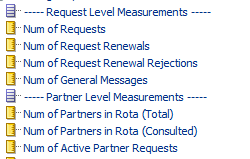 ----- Request Level Measurements -----
Num of Requests
Num of Request Renewals
Num of Request Renewal Rejections
Num of General Messages
----- Partner Level Measurements -----
Num of Partners in Rota (Total)
Num of Partners in Rota (Consulted)
Num of Active Partner Requests